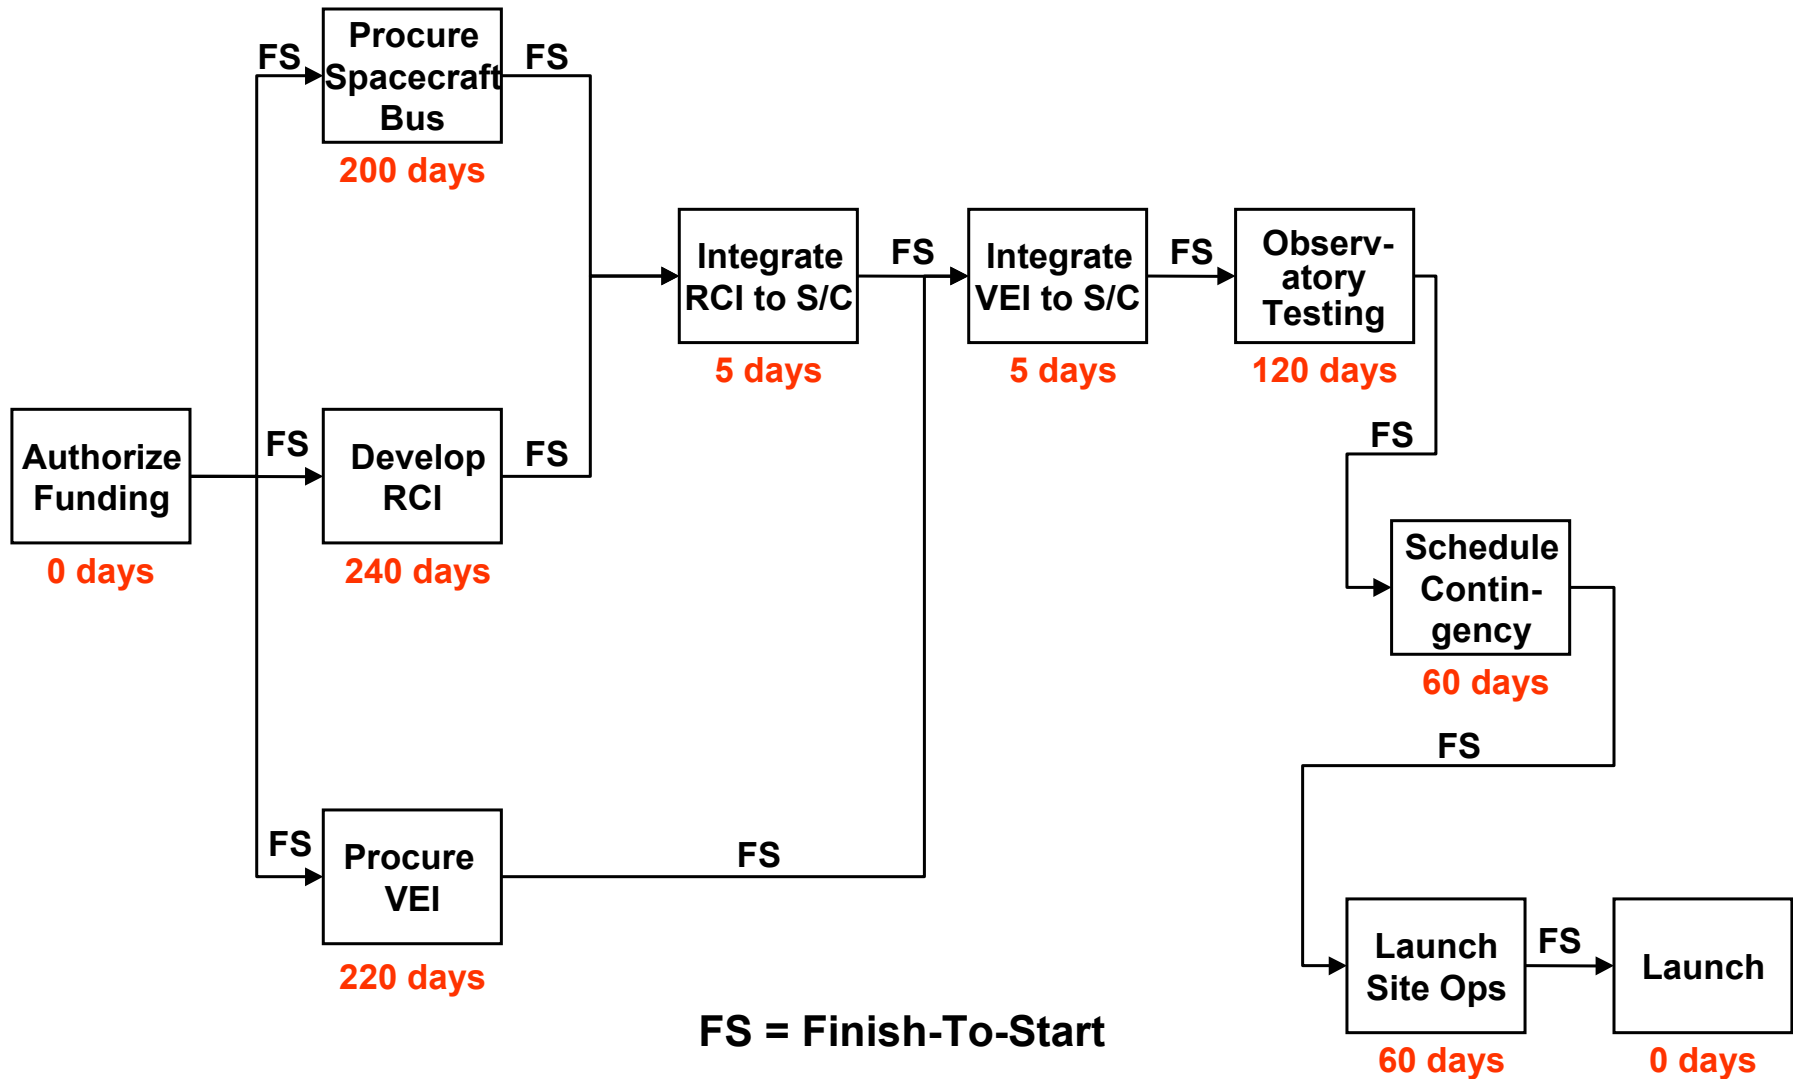 FS
Procure
Spacecraft
Bus
FS
200 days
Integrate
RCI to S/C
FS
Integrate
VEI to S/C
FS
Observ-
atory
Testing
5 days
5 days
120 days
Authorize
Funding
FS
Develop
RCI
FS
FS
0 days
240 days
Schedule
Contin-
gency
60 days
FS
FS
Procure
VEI
FS
220 days
Launch
Site Ops
FS
Launch
FS = Finish-To-Start
60 days
0 days